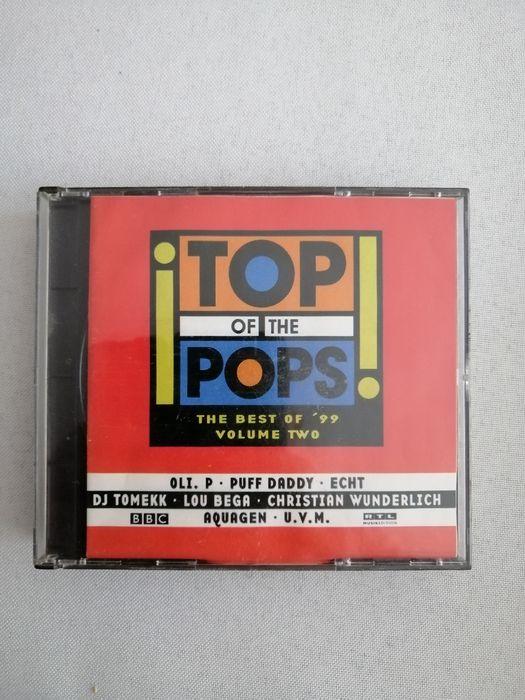 ¡TOP
OF THE
POPS!
THE BEST OF '99
VOLUME TWO
OLI. P · PUFF DADDY · ECHT
DJ TOMEKK · LOU BEGA · CHRISTIAN WUNDERLICH
BBC AQUAGEN · U.V.M. RTL
MUSIKEDITION